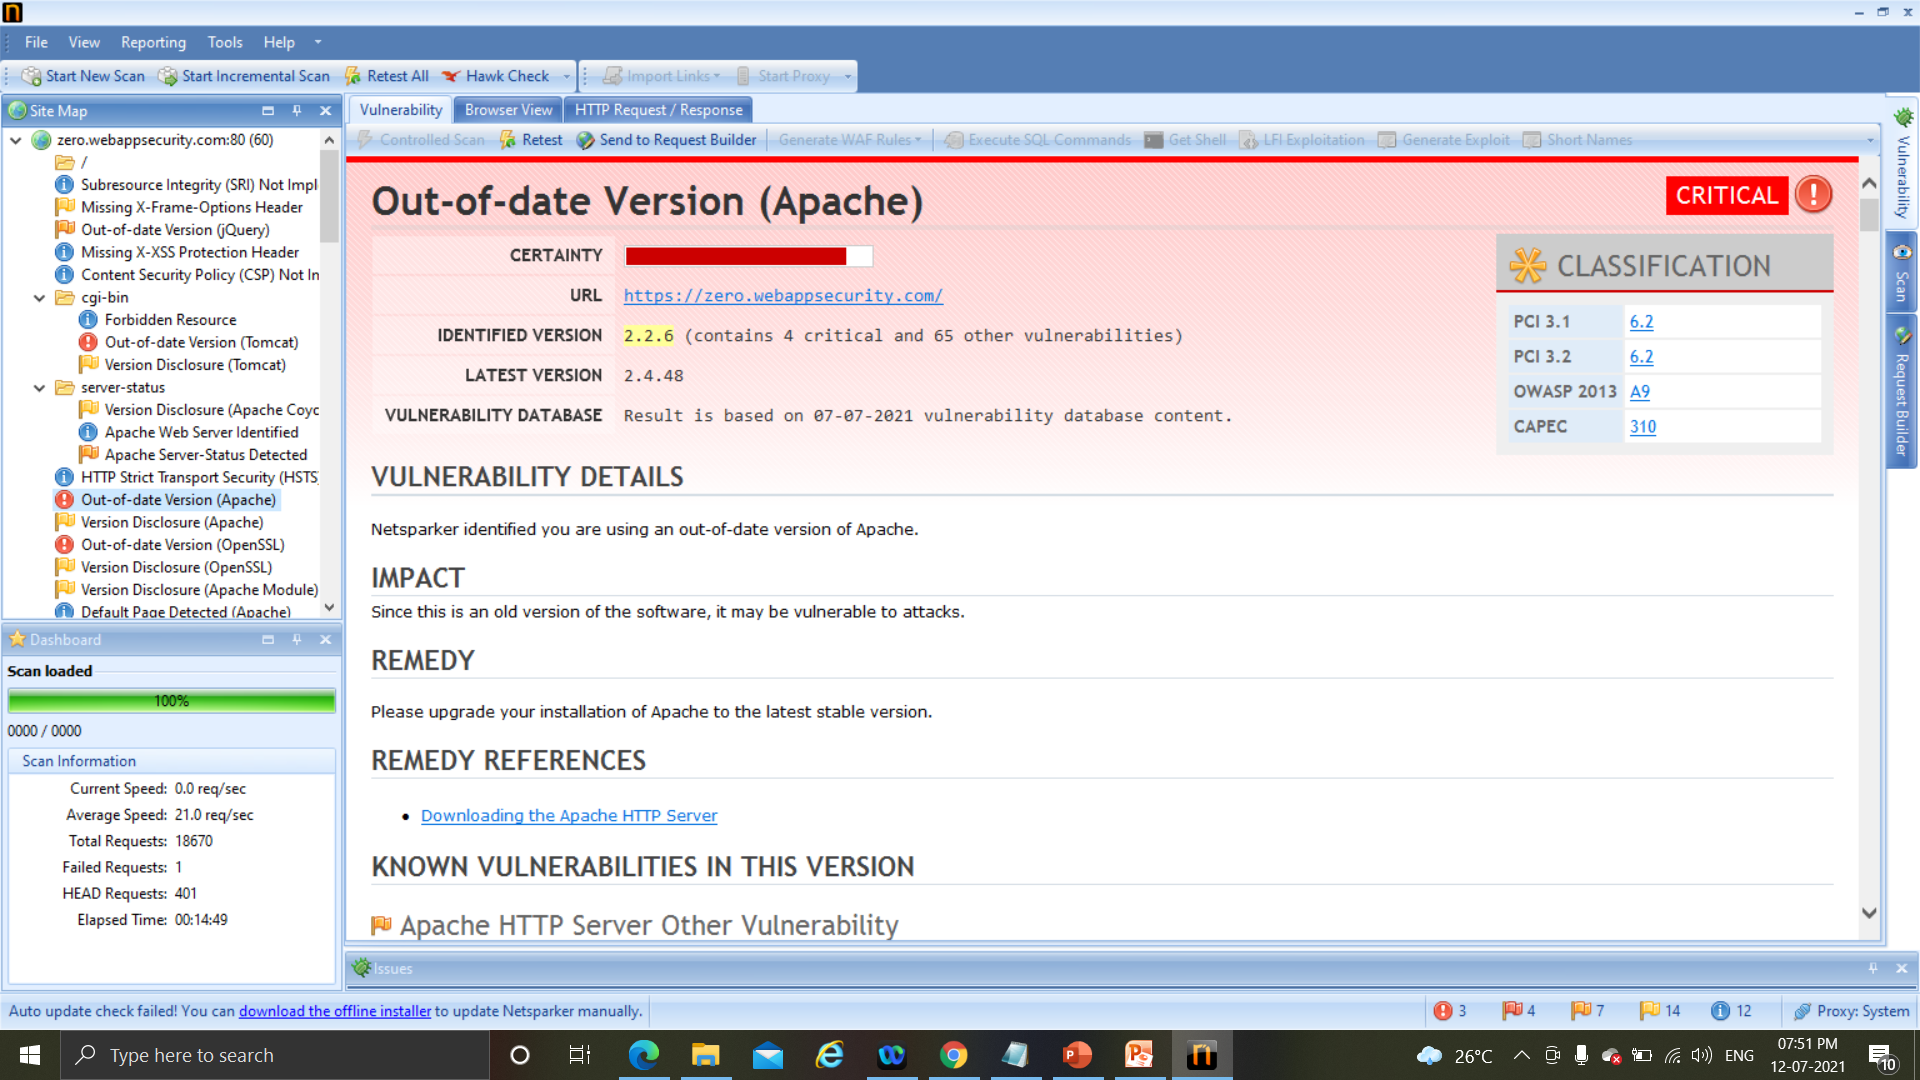 File View Reporting Tools Help
Start New Scan Start Incremental Scan Retest All Hawk Check Import Links Start Proxy
Site Map
zero.webappsecurity.com:80 (60)
/
Subresource Integrity (SRI) Not Impl
Missing X-Frame-Options Header
Out-of-date Version (jQuery)
Missing X-XSS Protection Header
Content Security Policy (CSP) Not In
cgi-bin
Forbidden Resource
Out-of-date Version (Tomcat)
Version Disclosure (Tomcat)
server-status
Version Disclosure (Apache Coyo
Apache Web Server Identified
Apache Server-Status Detected
HTTP Strict Transport Security (HSTS)
Out-of-date Version (Apache)
Version Disclosure (Apache)
Out-of-date Version (OpenSSL)
Version Disclosure (OpenSSL)
Version Disclosure (Apache Module)
Default Page Detected (Apache)
Dashboard
Scan loaded
100%
0000 / 0000
Scan Information
Current Speed: 0.0 req/sec
Average Speed: 21.0 req/sec
Total Requests: 18670
Failed Requests: 1
HEAD Requests: 401
Elapsed Time: 00:14:49
Vulnerability Browser View HTTP Request / Response
Controlled Scan Retest Send to Request Builder Generate WAF Rules Execute SQL Commands Get Shell LFI Exploitation Generate Exploit Short Names
Out-of-date Version (Apache)
CRITICAL
CERTAINTY
URL https://zero.webappsecurity.com/
IDENTIFIED VERSION 2.2.6 (contains 4 critical and 65 other vulnerabilities)
LATEST VERSION 2.4.48
VULNERABILITY DATABASE Result is based on 07-07-2021 vulnerability database content.
CLASSIFICATION
PCI 3.1 6.2
PCI 3.2 6.2
OWASP 2013 A9
CAPEC 310
VULNERABILITY DETAILS
Netsparker identified you are using an out-of-date version of Apache.
IMPACT
Since this is an old version of the software, it may be vulnerable to attacks.
REMEDY
Please upgrade your installation of Apache to the latest stable version.
REMEDY REFERENCES
Downloading the Apache HTTP Server
KNOWN VULNERABILITIES IN THIS VERSION
Apache HTTP Server Other Vulnerability
Vulnerability
Scan
Request Builder
Issues
Auto update check failed! You can download the offline installer to update Netsparker manually.
3 4 7 14 12 Proxy: System
Type here to search
26°C ENG
07:51 PM
12-07-2021
10